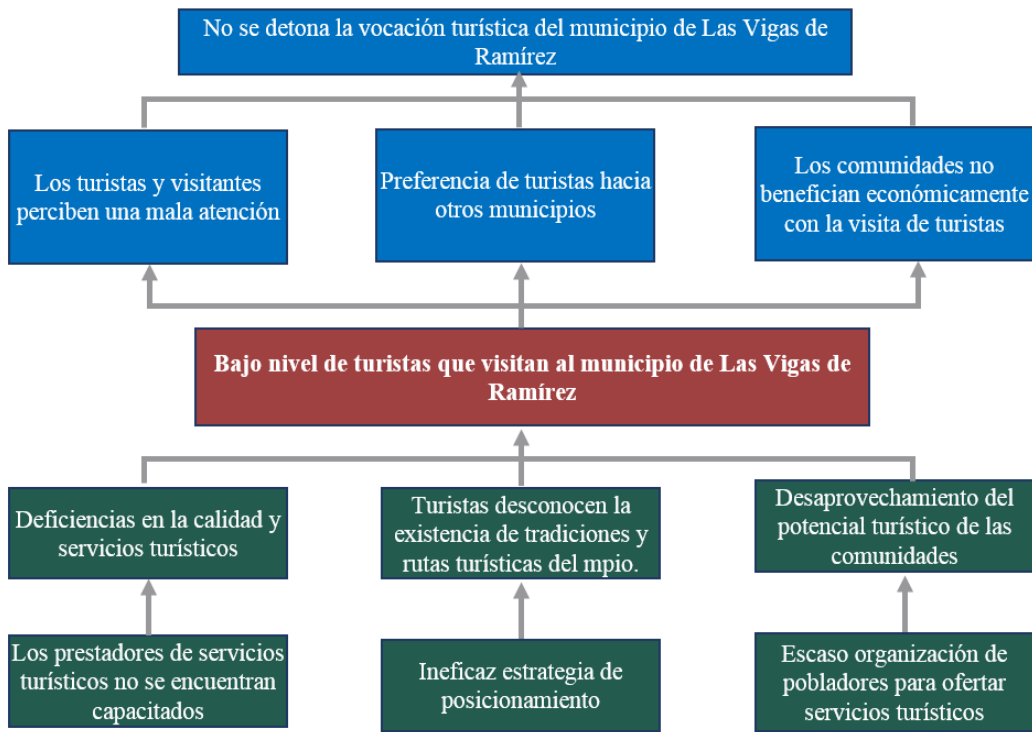 No se detona la vocación turística del municipio de Las Vigas de
Ramírez
Los turistas y visitantes
perciben una mala atención
Preferencia de turistas hacia
otros municipios
Los comunidades no
benefician económicamente
con la visita de turistas
Bajo nivel de turistas que visitan al municipio de Las Vigas de
Ramírez
Deficiencias en la calidad y
servicios turísticos
Turistas desconocen la
existencia de tradiciones y
rutas turísticas del mpio.
Desaprovechamiento del
potencial turístico de las
comunidades
Los prestadores de servicios
turísticos no se encuentran
capacitados
Ineficaz estrategia de
posicionamiento
Escaso organización de
pobladores para ofertar
servicios turísticos